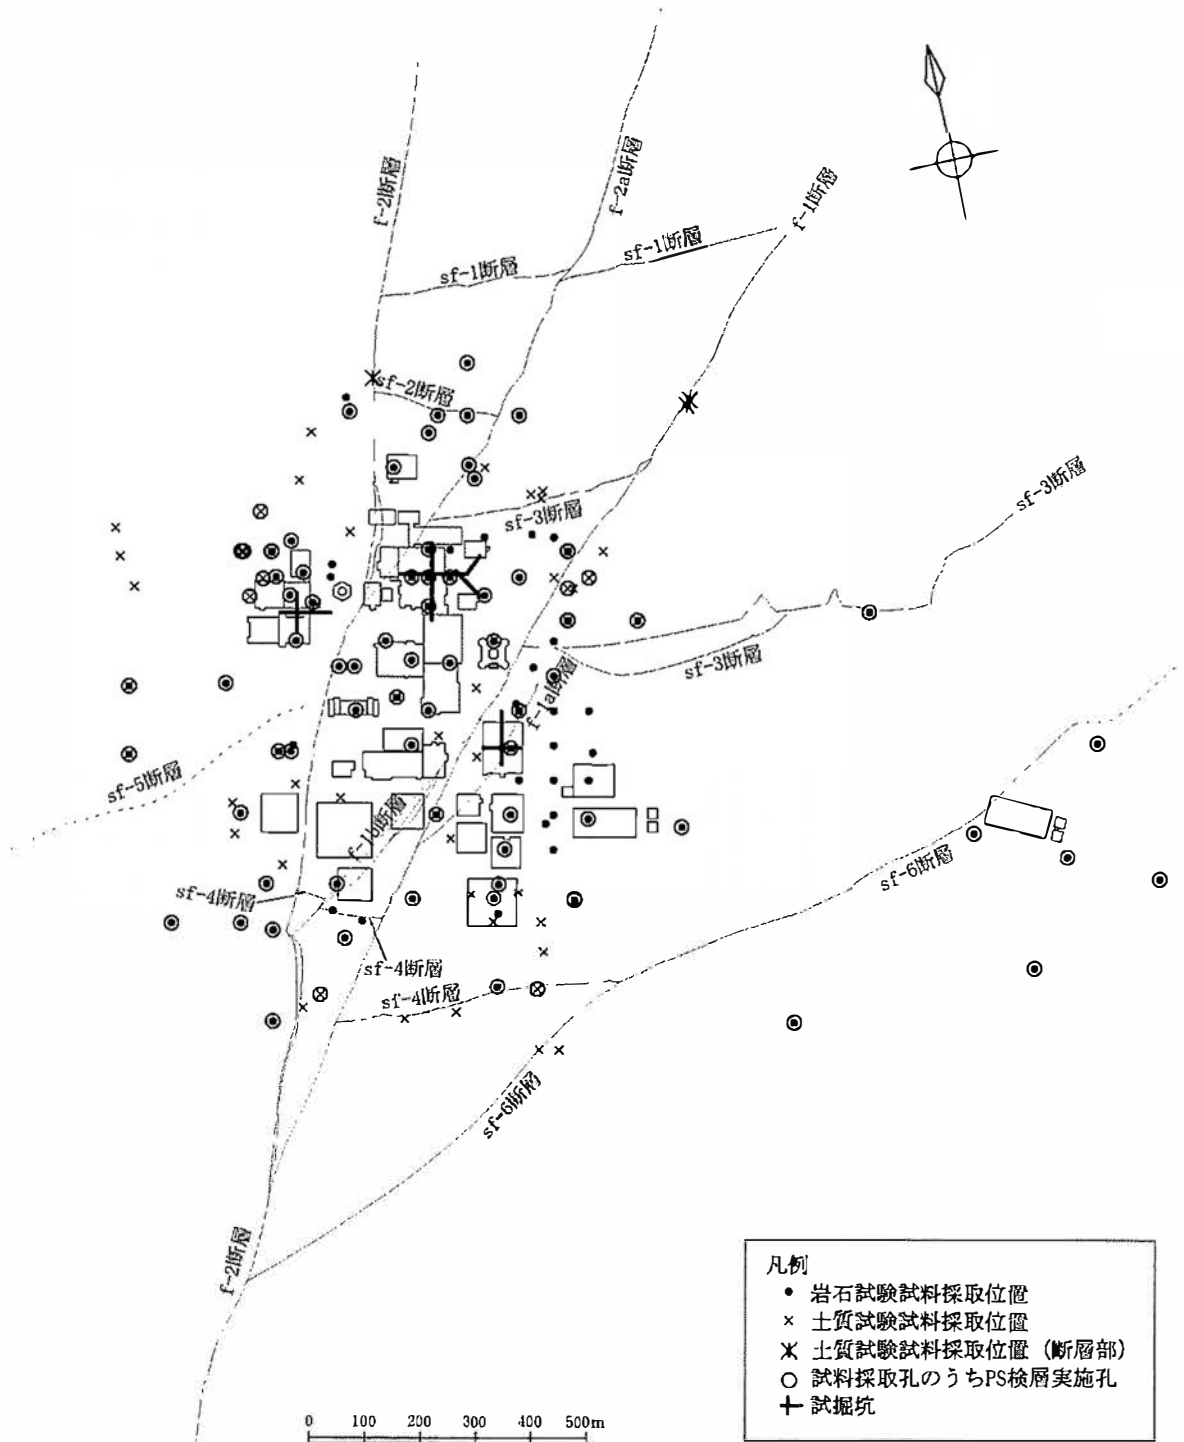 f-2断層
f-2a断層
f-1断層
sf-1断層
sf-1断層
sf-2断層
sf-3断層
sf-3断層
sf-3断層
f-1a断層
sf-5断層
f-1b断層
sf-4断層
sf-6断層
sf-4断層
sf-4断層
sf-6断層
f-2断層
凡例
● 岩石試験試料採取位置
× 土質試験試料採取位置
土質試験試料採取位置（断層部）
○ 試料採取孔のうちPS検層実施孔
試掘坑
0 100 200 300 400 500m